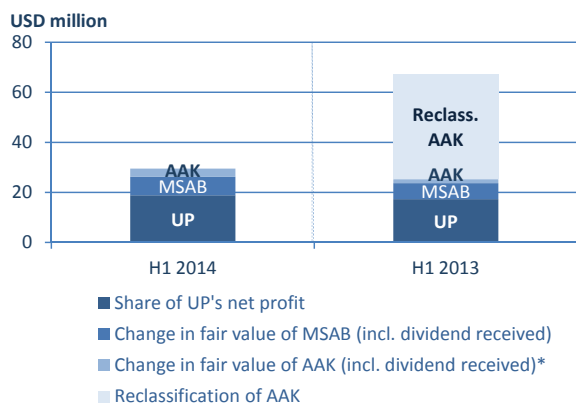 USD million
80
60
40
20
0
Reclass.
AAK
AAK
MSAB
UP
AAK
MSAB
UP
H1 2014
H1 2013
Share of UP's net profit
Change in fair value of MSAB (incl. dividend received)
Change in fair value of AAK (incl. dividend received)*
Reclassification of AAK